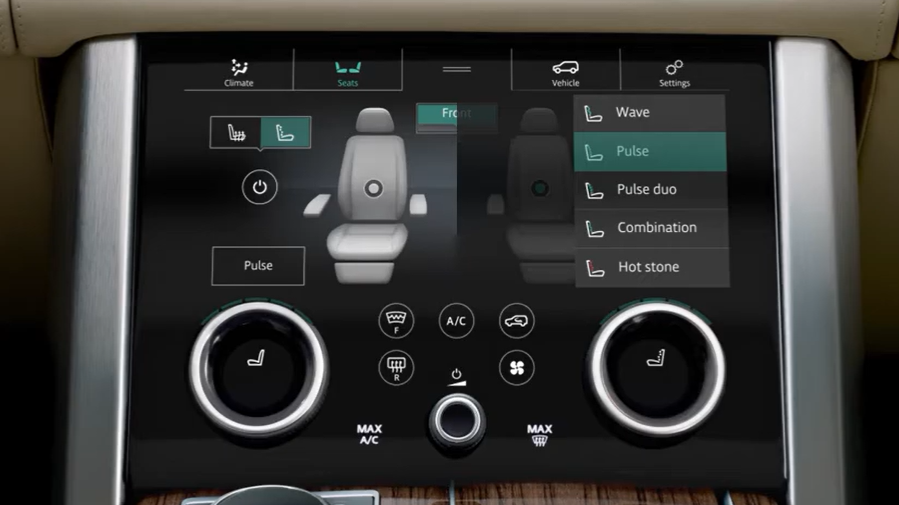 Climate
Seats
Vehicle
Settings
Front
Wave
Pulse
Pulse duo
Combination
Hot stone
Pulse
F
A/C
R
MAX
A/C
MAX